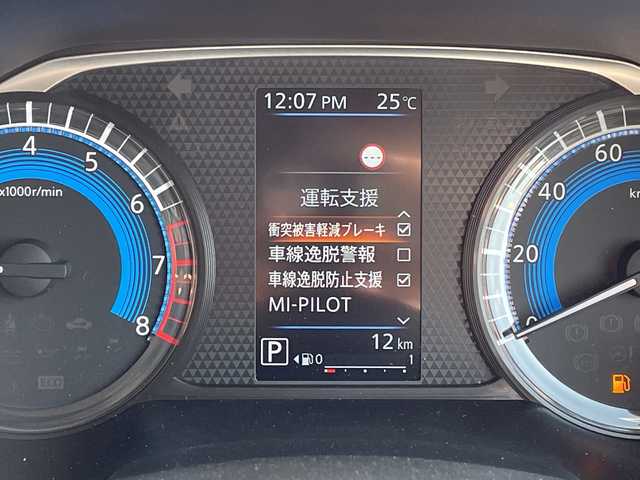 12:07 PM 25℃
運転支援
衝突被害軽減ブレーキ
車線逸脱警報
車線逸脱防止支援
MI-PILOT
12 km
P 0 1
4 5 6 7 8
x1000r/min
0 20 40 60
km